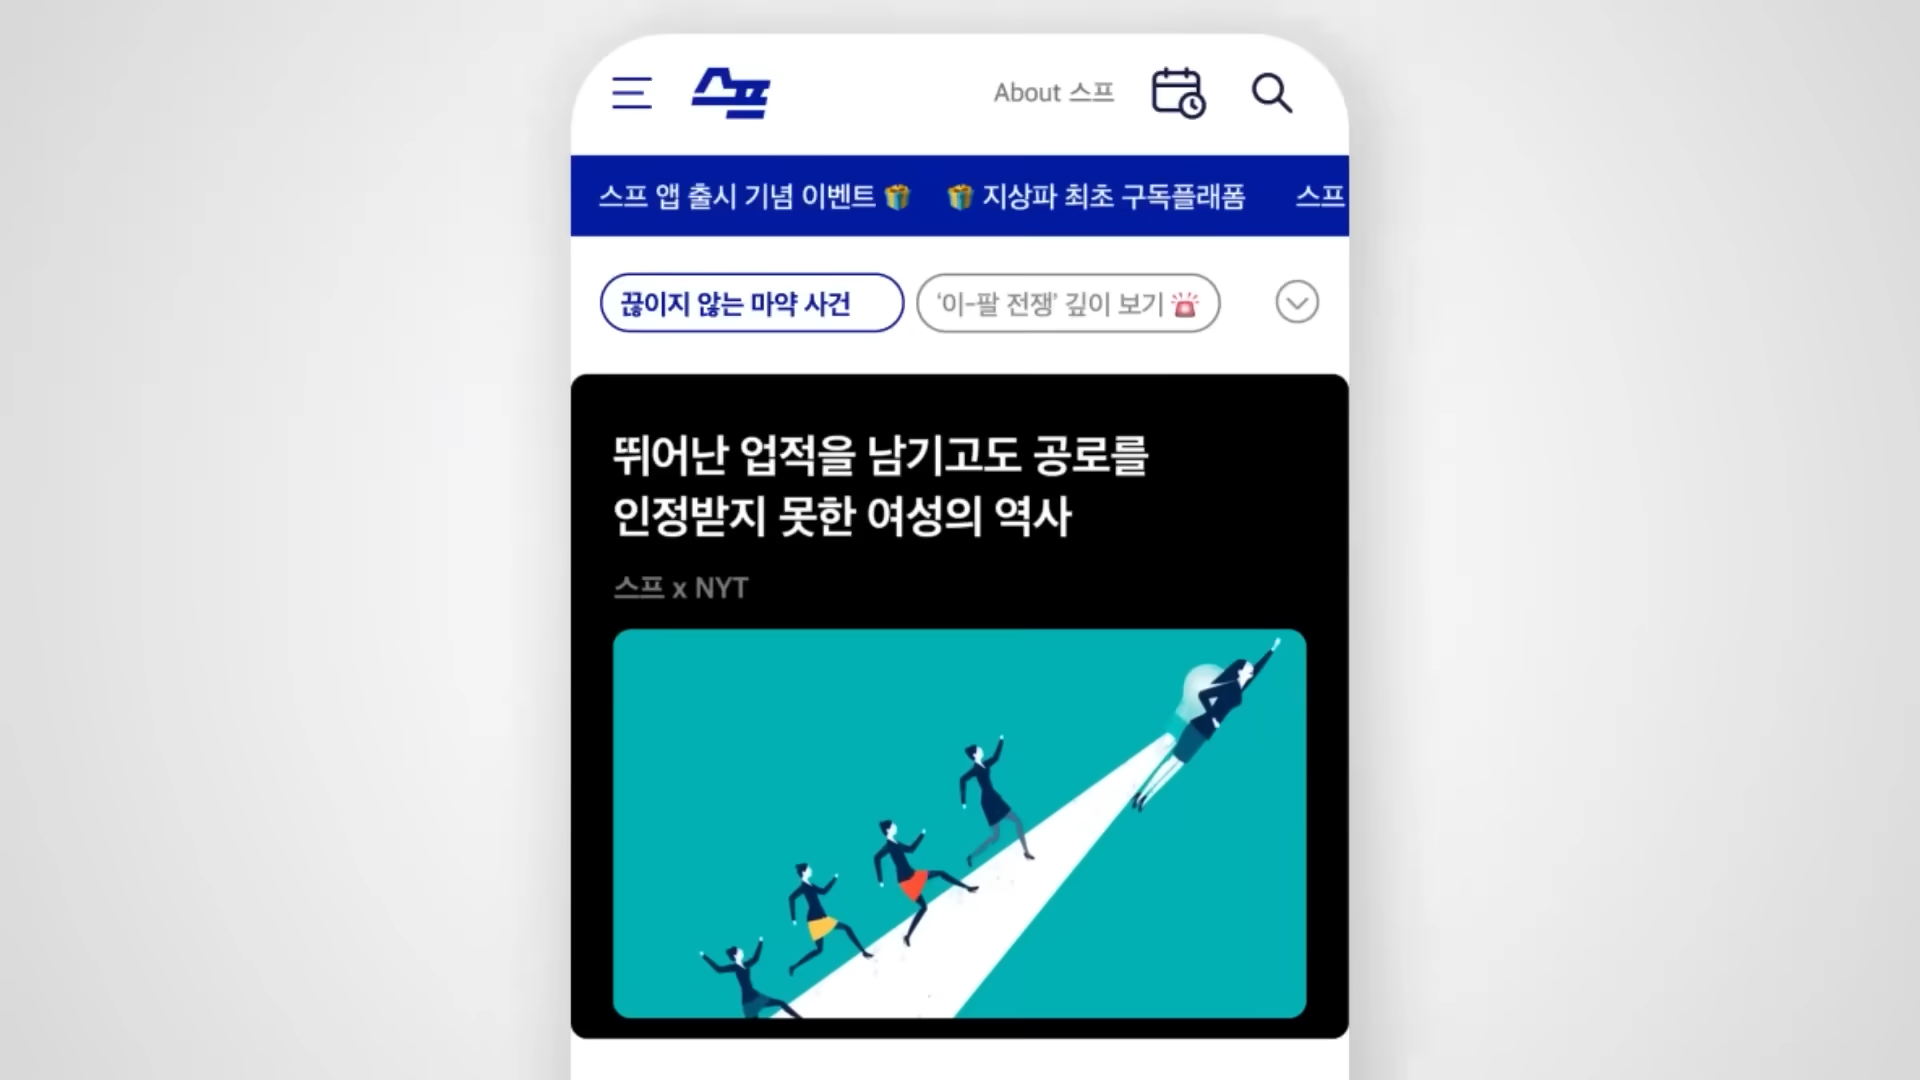 스프
About 스프
스프 앱 출시 기념 이벤트 🎁 🎁 지상파 최초 구독플래폼 스프
끊이지 않는 마약 사건
‘이-팔 전쟁’ 깊이 보기 🚨
뛰어난 업적을 남기고도 공로를
인정받지 못한 여성의 역사
스프 x NYT